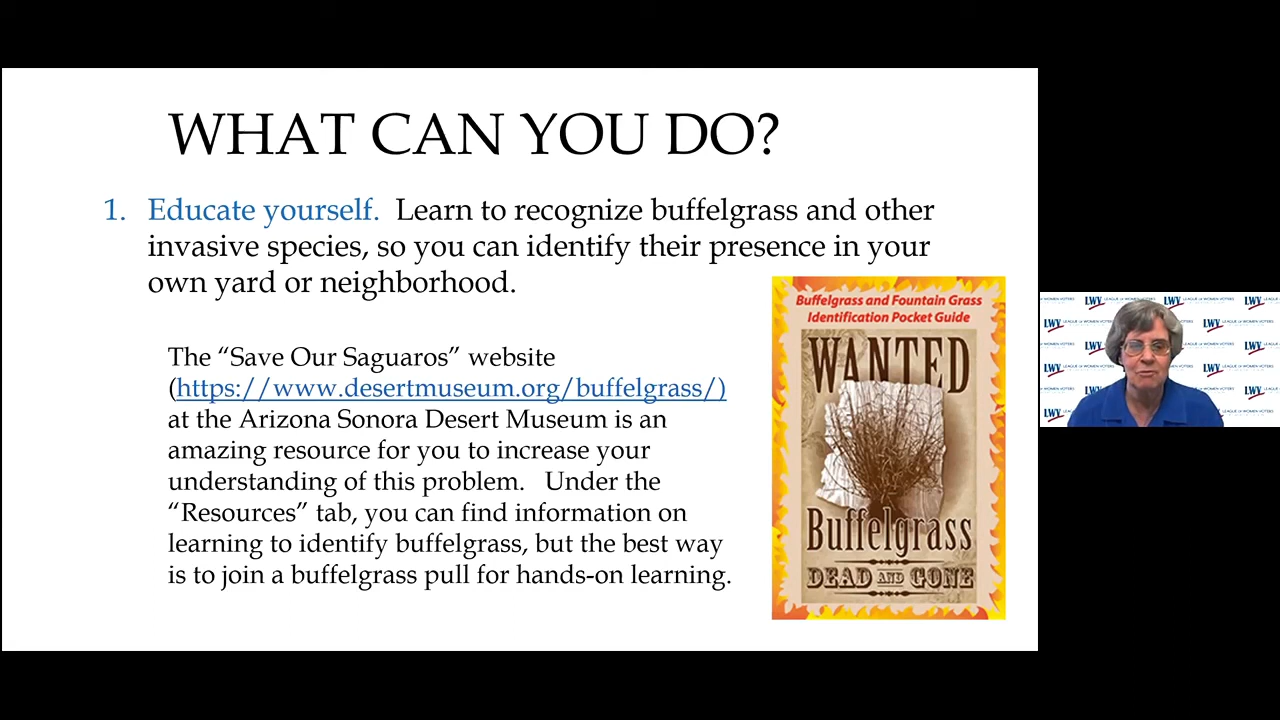 WHAT CAN YOU DO?
1. Educate yourself. Learn to recognize buffelgrass and other
invasive species, so you can identify their presence in your
own yard or neighborhood.
The “Save Our Saguaros” website
(https://www.desertmuseum.org/buffelgrass/)
at the Arizona Sonora Desert Museum is an
amazing resource for you to increase your
understanding of this problem. Under the
“Resources” tab, you can find information on
learning to identify buffelgrass, but the best way
is to join a buffelgrass pull for hands-on learning.
Buffelgrass and Fountain Grass
Identification Pocket Guide
WANTED
Buffelgrass
DEAD AND GONE
LWV LEAGUE OF WOMEN VOTERS